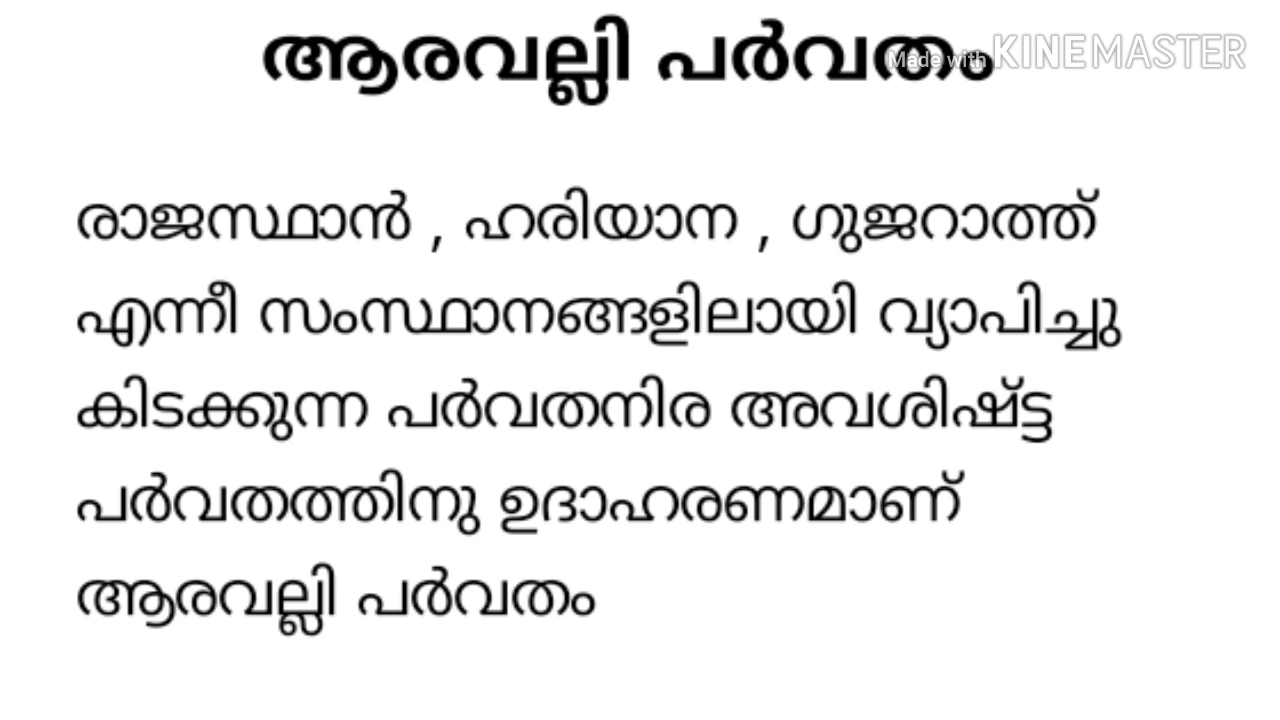 ആരവല്ലി പർവതം
Made with KINEMASTER
രാജസ്ഥാൻ , ഹരിയാന , ഗുജറാത്ത്
എന്നീ സംസ്ഥാനങ്ങളിലായി വ്യാപിച്ചു
കിടക്കുന്ന പർവതനിര അവശിഷ്ട്ട
പർവതത്തിനു ഉദാഹരണമാണ്
ആരവല്ലി പർവതം